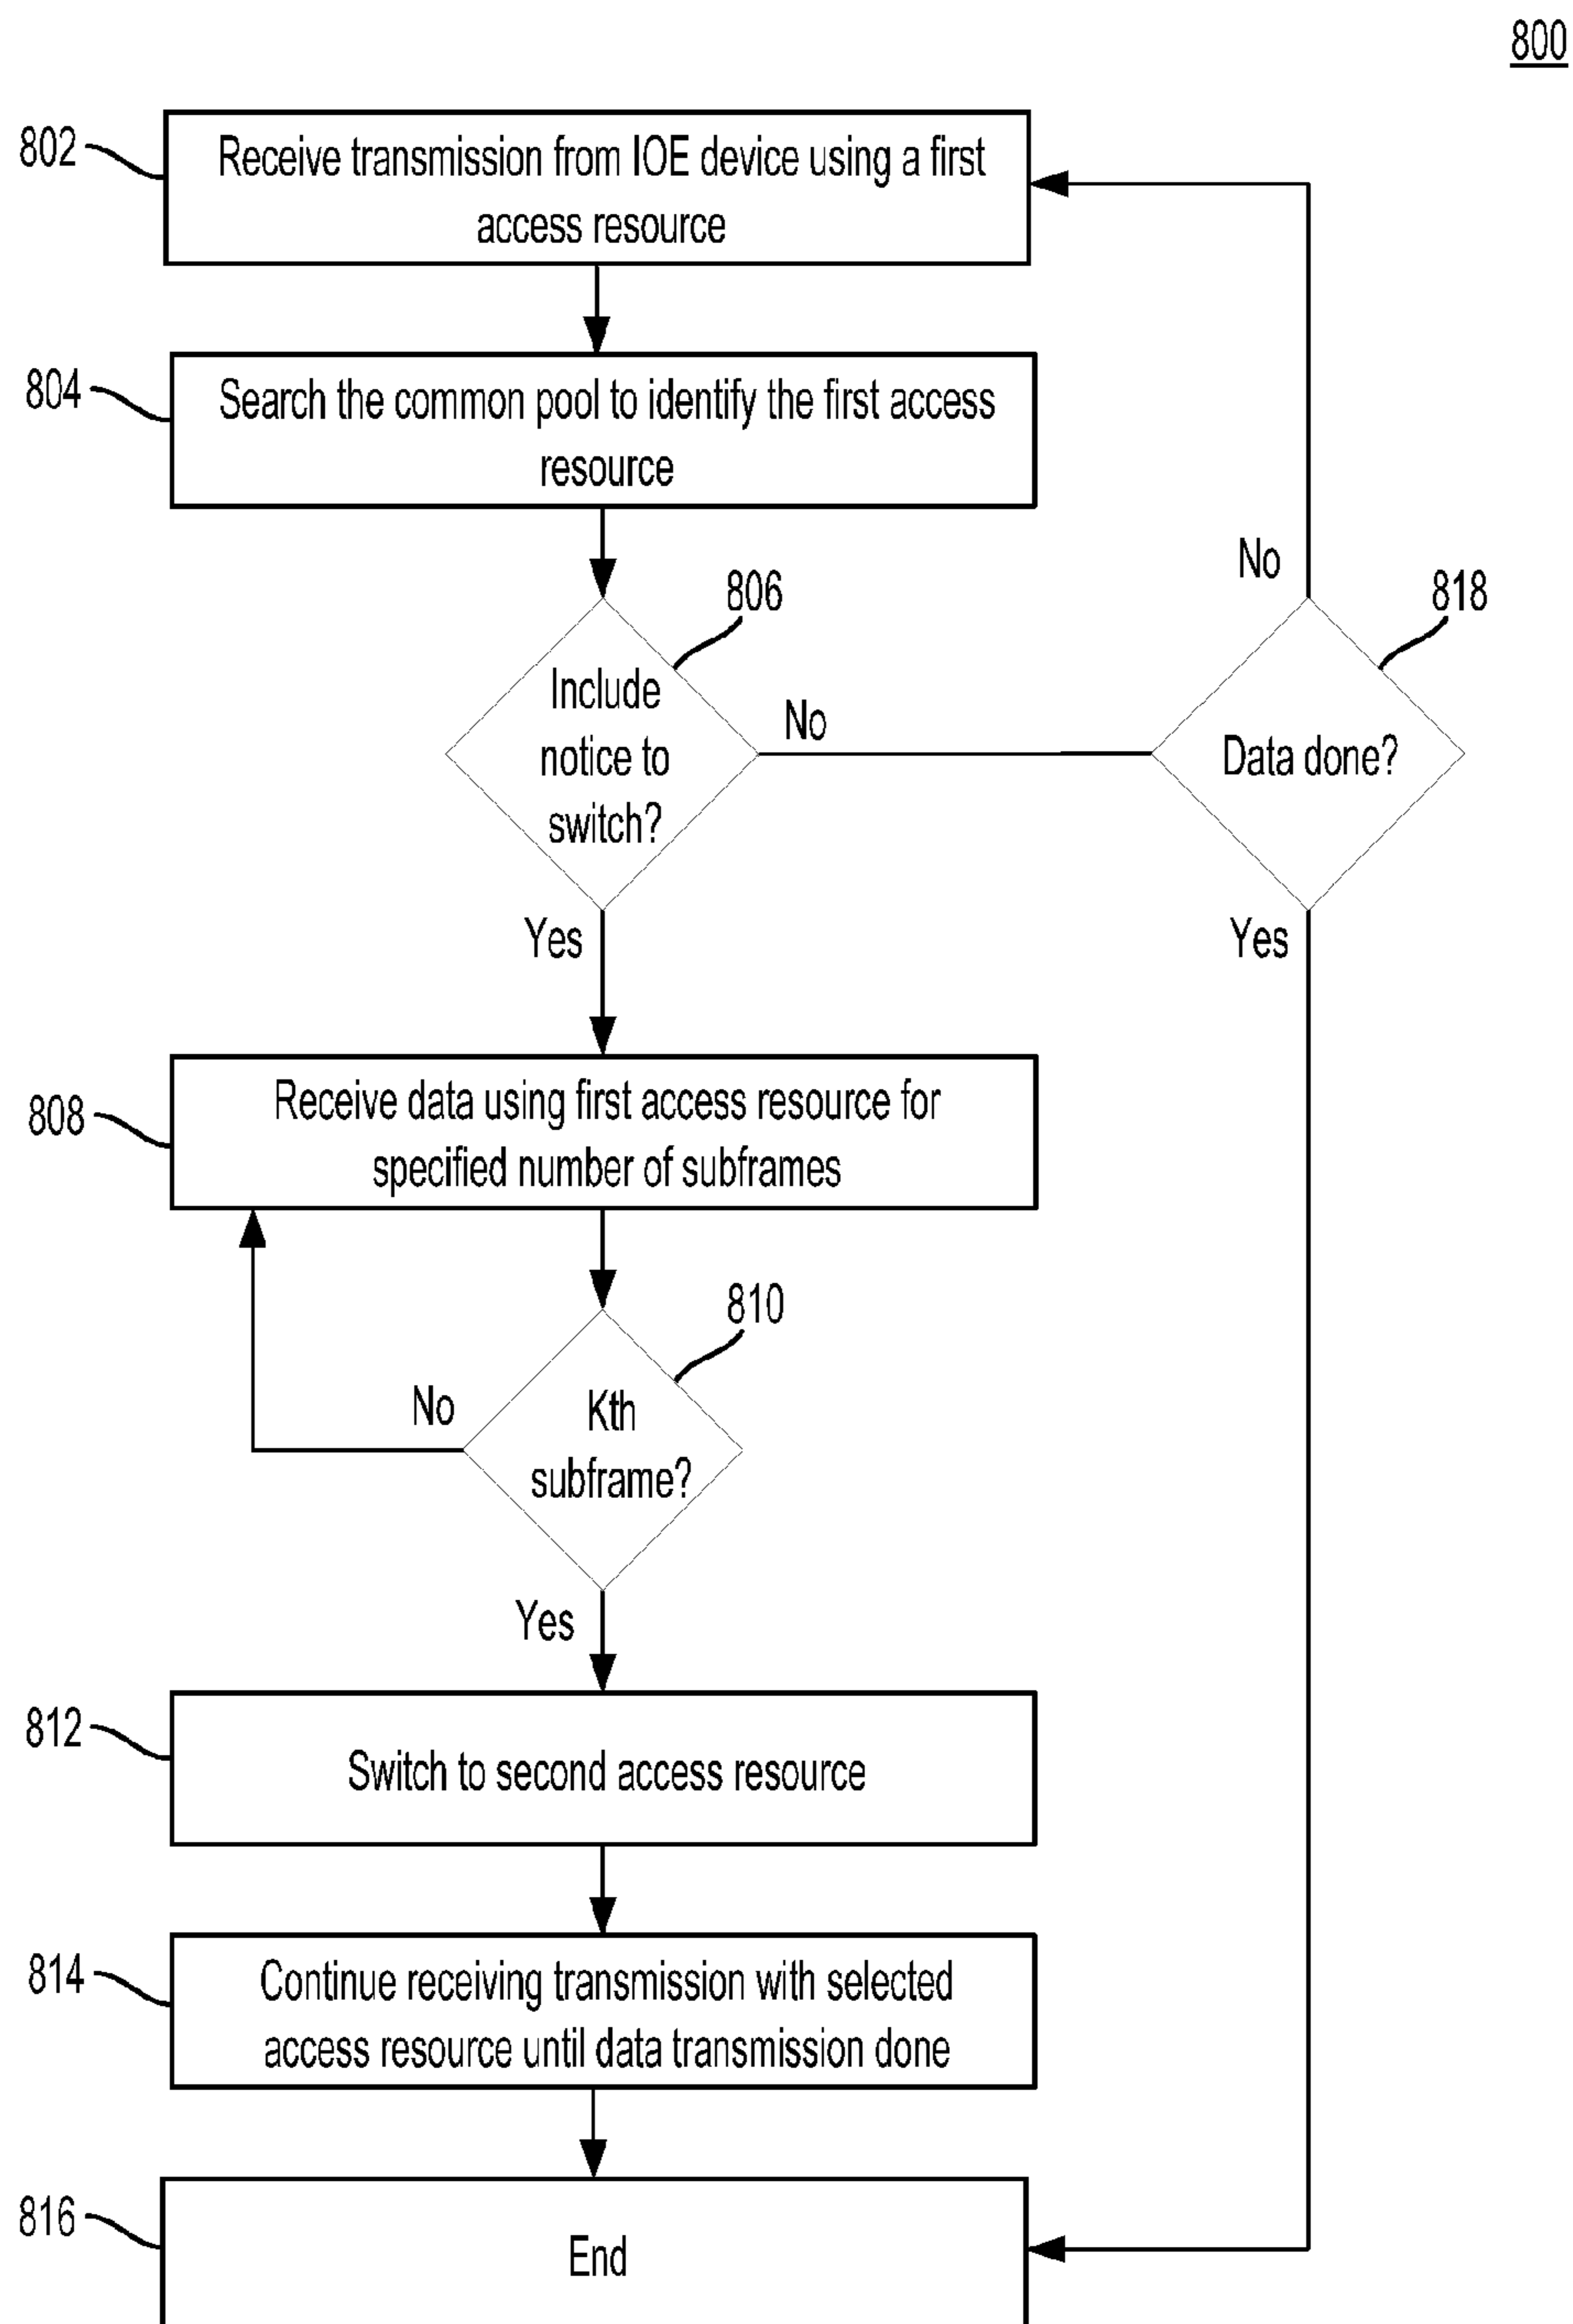 800
802
Receive transmission from IOE device using a first
access resource
804
Search the common pool to identify the first access
resource
806
Include
notice to
switch?
No
No
818
Data done?
Yes
Yes
808
Receive data using first access resource for
specified number of subframes
810
Kth
subframe?
No
Yes
812
Switch to second access resource
814
Continue receiving transmission with selected
access resource until data transmission done
816
End